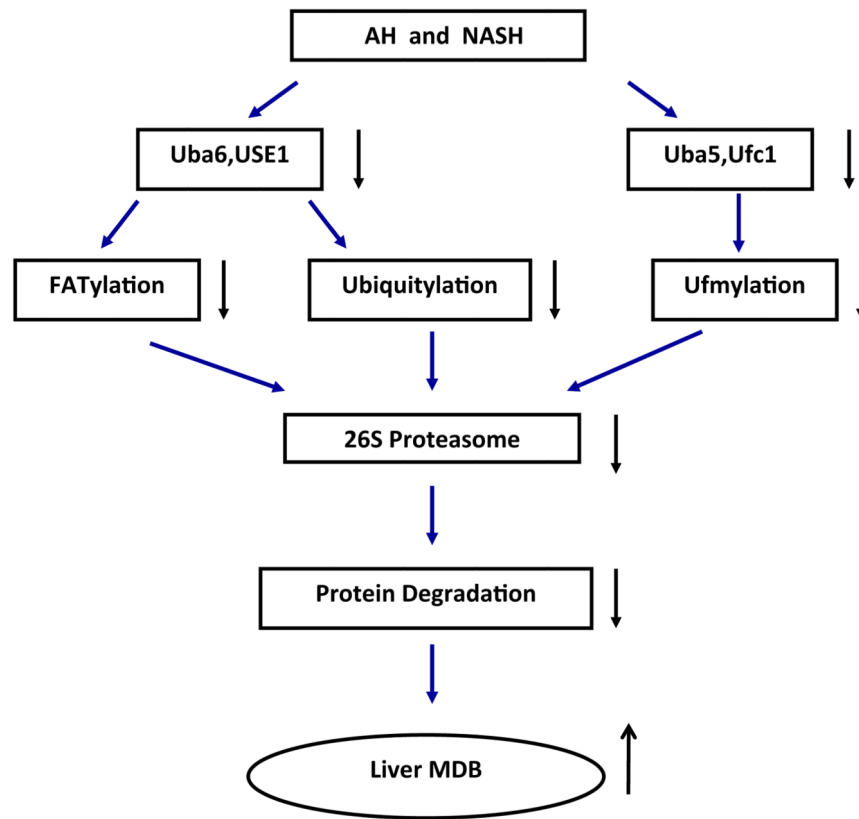 AH and NASH
Uba6,USE1
Uba5,Ufc1
FATylation
Ubiquitylation
Ufmylation
26S Proteasome
Protein Degradation
Liver MDB